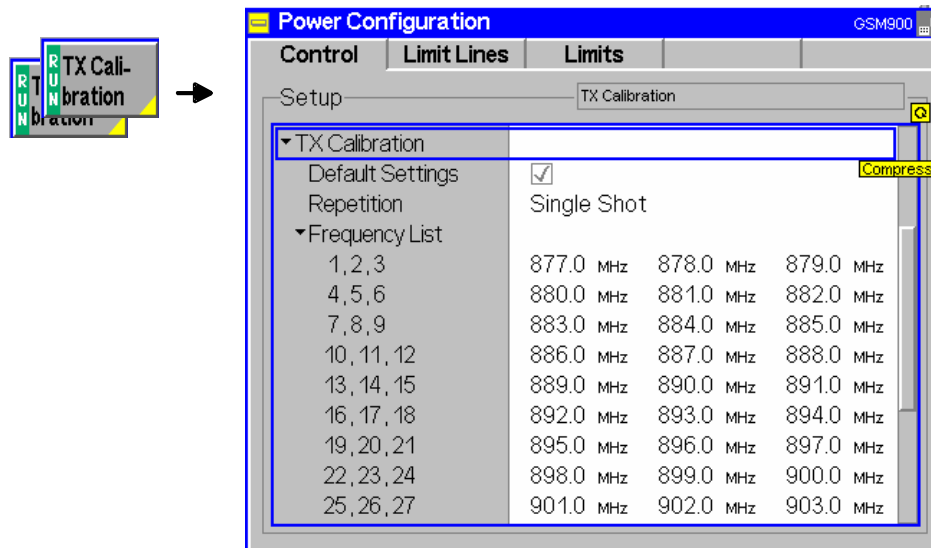 Power Configuration
GSM900
Control Limit Lines Limits
RUN TX Cali-
bration
RUN T
bration
Setup TX Calibration
TX Calibration
Compress
Default Settings
Repetition Single Shot
Frequency List
1,2,3 877.0 MHz 878.0 MHz 879.0 MHz
4,5,6 880.0 MHz 881.0 MHz 882.0 MHz
7,8,9 883.0 MHz 884.0 MHz 885.0 MHz
10,11,12 886.0 MHz 887.0 MHz 888.0 MHz
13,14,15 889.0 MHz 890.0 MHz 891.0 MHz
16,17,18 892.0 MHz 893.0 MHz 894.0 MHz
19,20,21 895.0 MHz 896.0 MHz 897.0 MHz
22,23,24 898.0 MHz 899.0 MHz 900.0 MHz
25,26,27 901.0 MHz 902.0 MHz 903.0 MHz